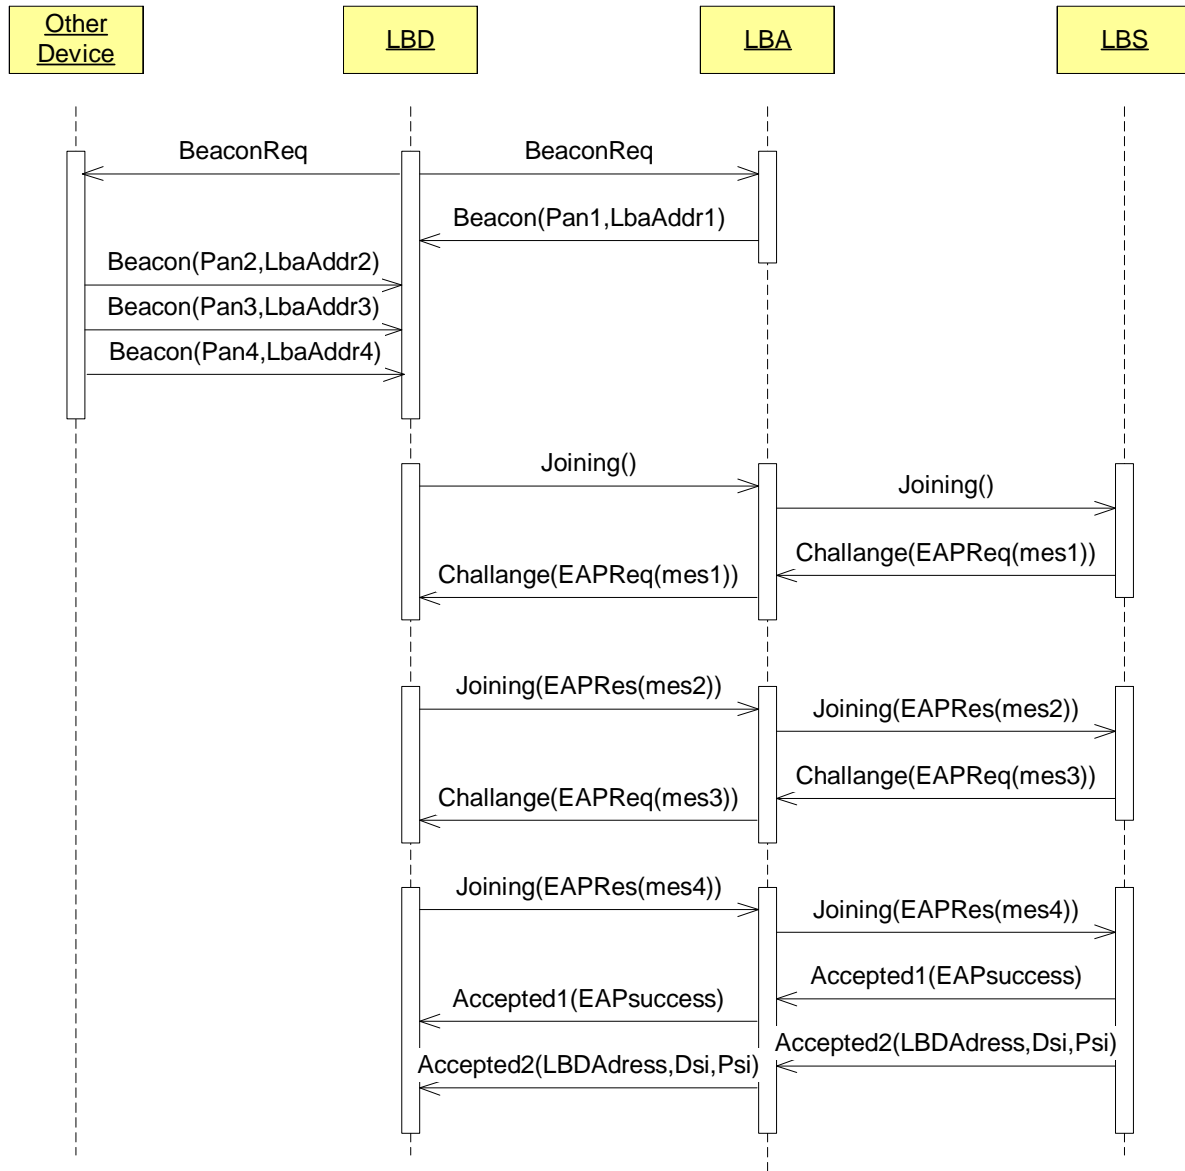 Other
Device
LBD
LBA
LBS
BeaconReq
BeaconReq
Beacon(Pan1,LbaAddr1)
Beacon(Pan2,LbaAddr2)
Beacon(Pan3,LbaAddr3)
Beacon(Pan4,LbaAddr4)
Joining()
Joining()
Challange(EAPReq(mes1))
Challange(EAPReq(mes1))
Joining(EAPRes(mes2))
Joining(EAPRes(mes2))
Challange(EAPReq(mes3))
Challange(EAPReq(mes3))
Joining(EAPRes(mes4))
Joining(EAPRes(mes4))
Accepted1(EAPsuccess)
Accepted1(EAPsuccess)
Accepted2(LBDAdress,Dsi,Psi)
Accepted2(LBDAdress,Dsi,Psi)